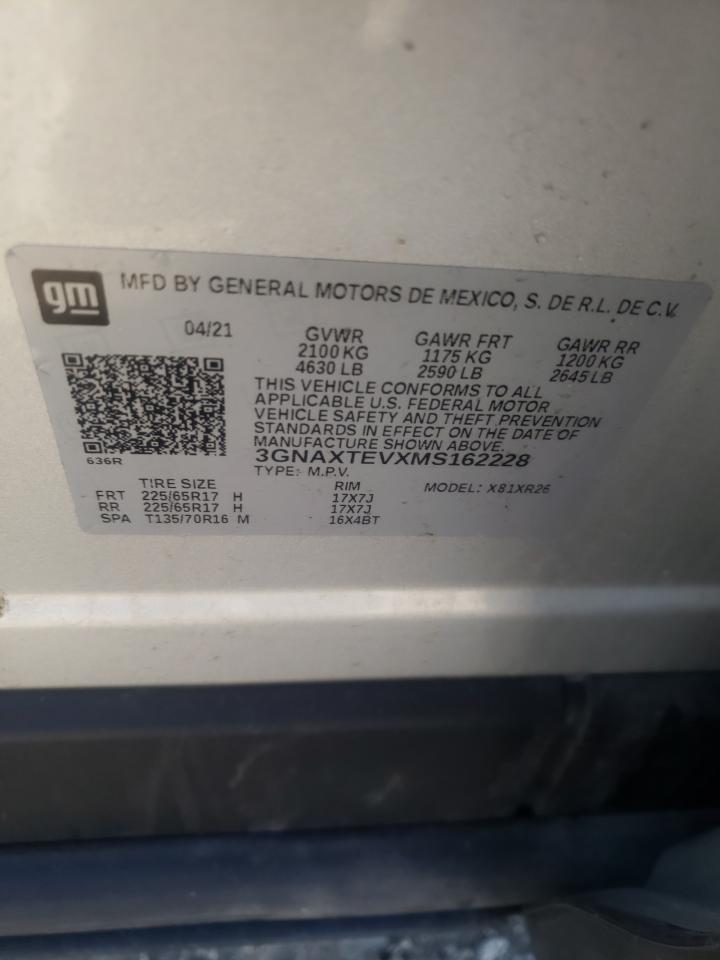 gm
MFD BY GENERAL MOTORS DE MEXICO, S. DE R.L. DE C.V.
04/21 GVWR GAWR FRT GAWR RR
2100 KG 1175 KG 1200 KG
4630 LB 2590 LB 2645 LB
THIS VEHICLE CONFORMS TO ALL
APPLICABLE U.S. FEDERAL MOTOR
VEHICLE SAFETY AND THEFT PREVENTION
STANDARDS IN EFFECT ON THE DATE OF
MANUFACTURE SHOWN ABOVE.
636R 3GNAXTEVXMS162228
TYPE: M.P.V. MODEL: X81XR26
TIRE SIZE RIM
FRT 225/65R17 H 17X7J
RR 225/65R17 H 17X7J
SPA T135/70R16 M 16X4BT